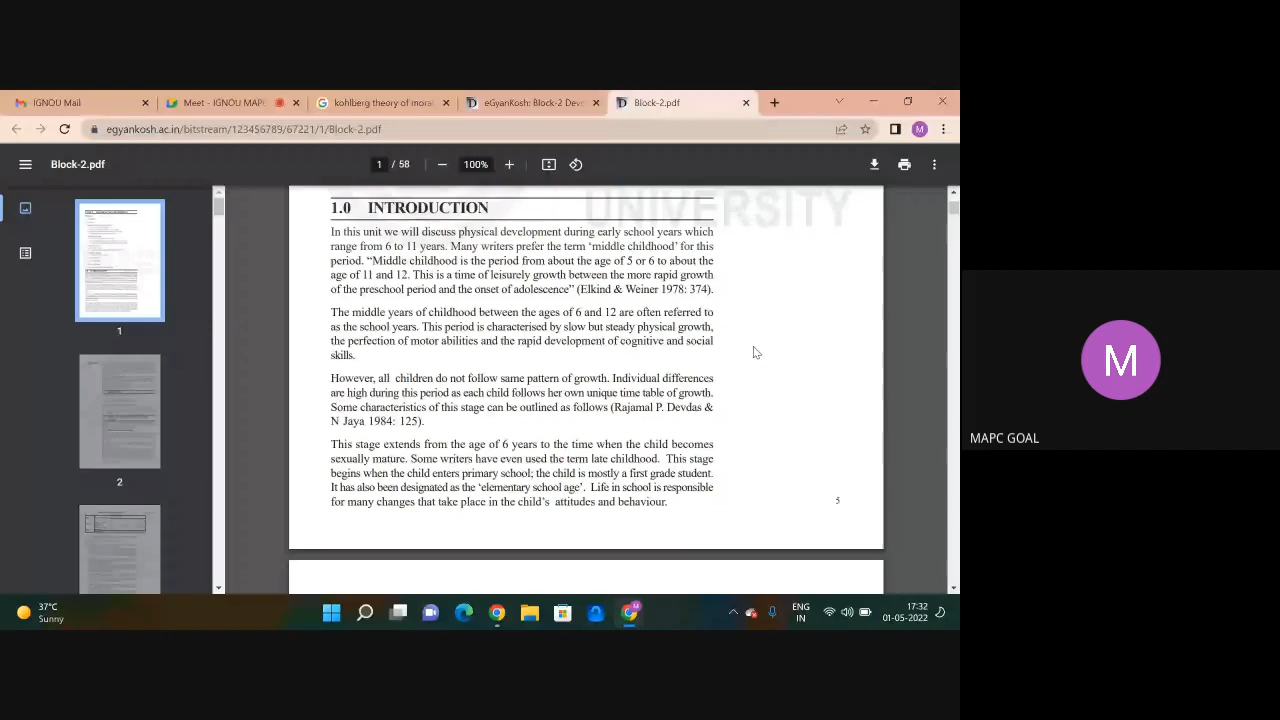 IGNOU Mail
Meet - IGNOU MAPC
kohlberg theory of mora
eGyanKosh: Block-2 Deve
Block-2.pdf
egyankosh.ac.in/bitstream/123456789/67221/1/Block-2.pdf
M
Block-2.pdf
1 / 58
100%
UNIVERSITY
1.0 INTRODUCTION
In this unit we will discuss physical development during early school years which
range from 6 to 11 years. Many writers prefer the term ‘middle childhood’ for this
period. “Middle childhood is the period from about the age of 5 or 6 to about the
age of 11 and 12. This is a time of leisurely growth between the more rapid growth
of the preschool period and the onset of adolescence” (Elkind & Weiner 1978: 374).
The middle years of childhood between the ages of 6 and 12 are often referred to
as the school years. This period is characterised by slow but steady physical growth,
the perfection of motor abilities and the rapid development of cognitive and social
skills.
However, all children do not follow same pattern of growth. Individual differences
are high during this period as each child follows her own unique time table of growth.
Some characteristics of this stage can be outlined as follows (Rajamal P. Devdas &
N Jaya 1984: 125).
This stage extends from the age of 6 years to the time when the child becomes
sexually mature. Some writers have even used the term late childhood. This stage
begins when the child enters primary school; the child is mostly a first grade student.
It has also been designated as the ‘elementary school age’. Life in school is responsible
for many changes that take place in the child’s attitudes and behaviour.
5
1
2
M
MAPC GOAL
37°C
Sunny
ENG
IN
17:32
01-05-2022